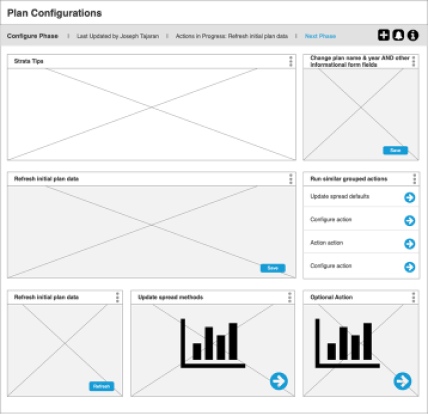 Plan Configurations
Configure Phase | Last Updated by Joseph Tajaran | Actions in Progress: Refresh initial plan data | Next Phase
Strata Tips
Change plan name & year AND other
informational form fields
Save
Refresh initial plan data
Save
Run similar grouped actions
Update spread defaults
Configure action
Action action
Configure action
Refresh initial plan data
Refresh
Update spread methods
Optional Action